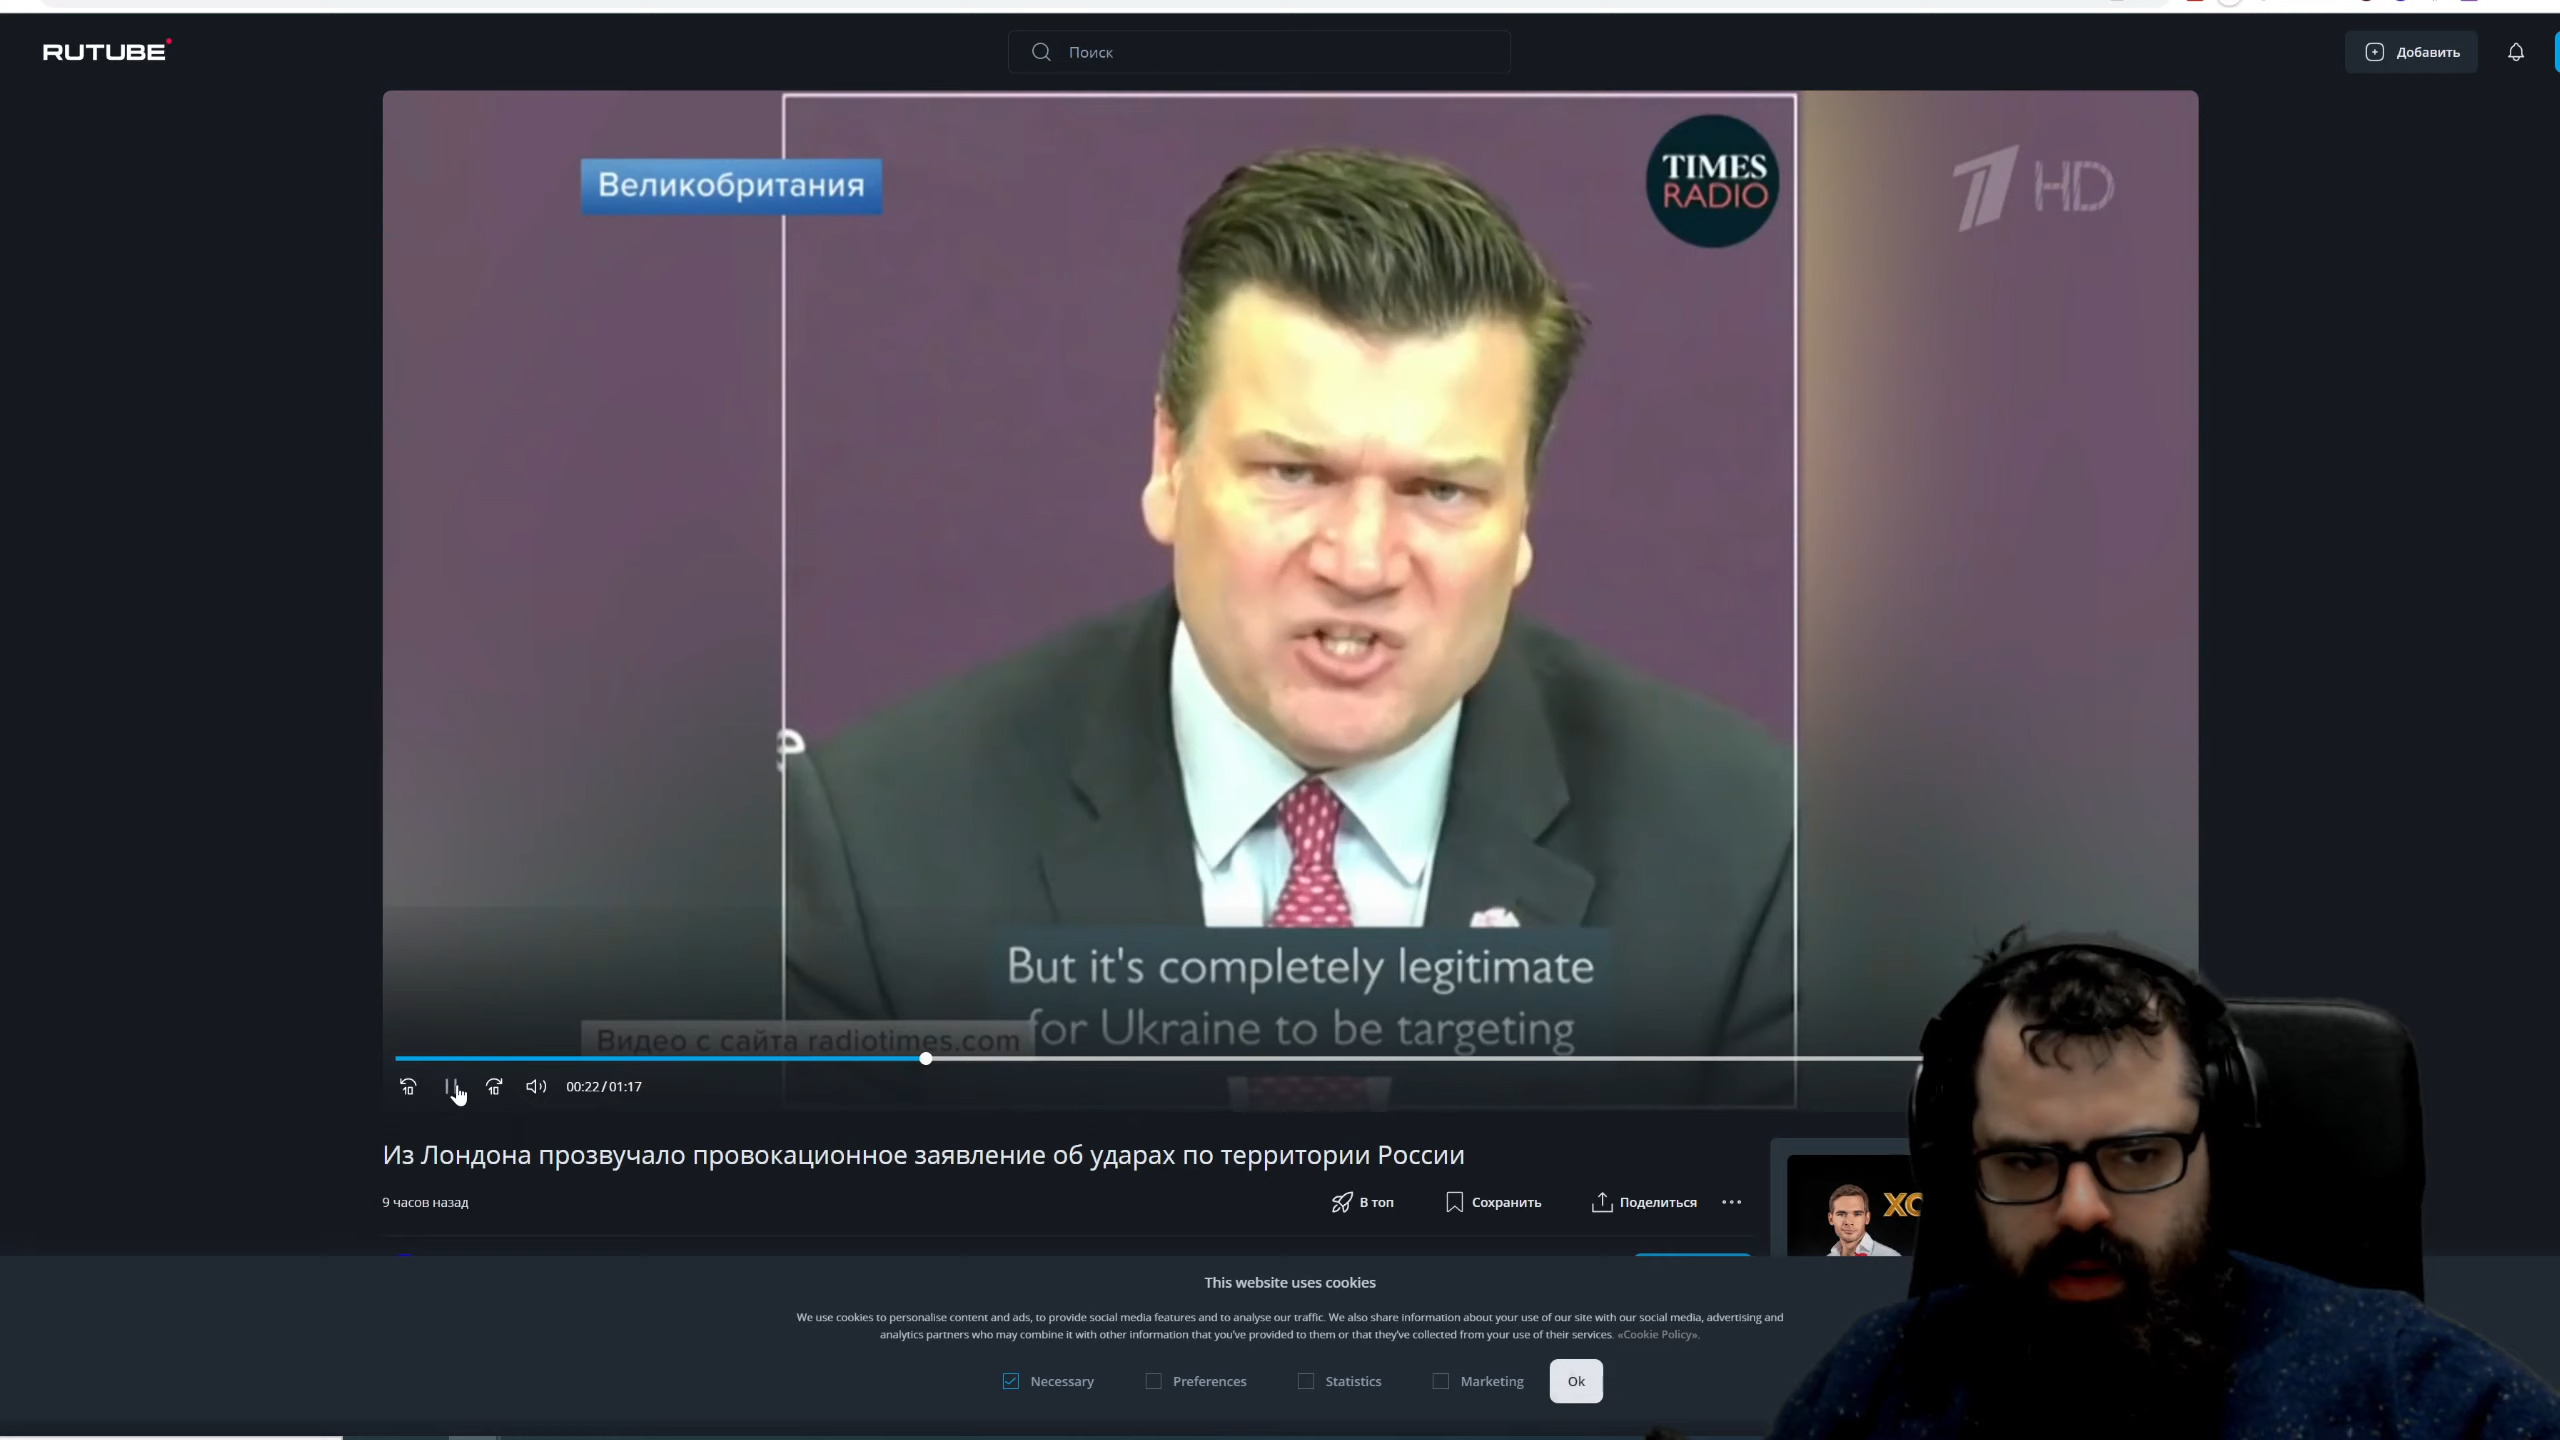 RUTUBE
Поиск
Добавить
Великобритания
TIMES
RADIO
HD
But it's completely legitimate
for Ukraine to be targeting
Видео с сайта radiotimes.com
10
10
00:22 / 01:17
Из Лондона прозвучало провокационное заявление об ударах по территории России
9 часов назад
В топ
Сохранить
Поделиться
This website uses cookies
We use cookies to personalise content and ads, to provide social media features and to analyse our traffic. We also share information about your use of our site with our social media, advertising and
analytics partners who may combine it with other information that you've provided to them or that they've collected from your use of their services. «Cookie Policy».
Necessary
Preferences
Statistics
Marketing
Ok